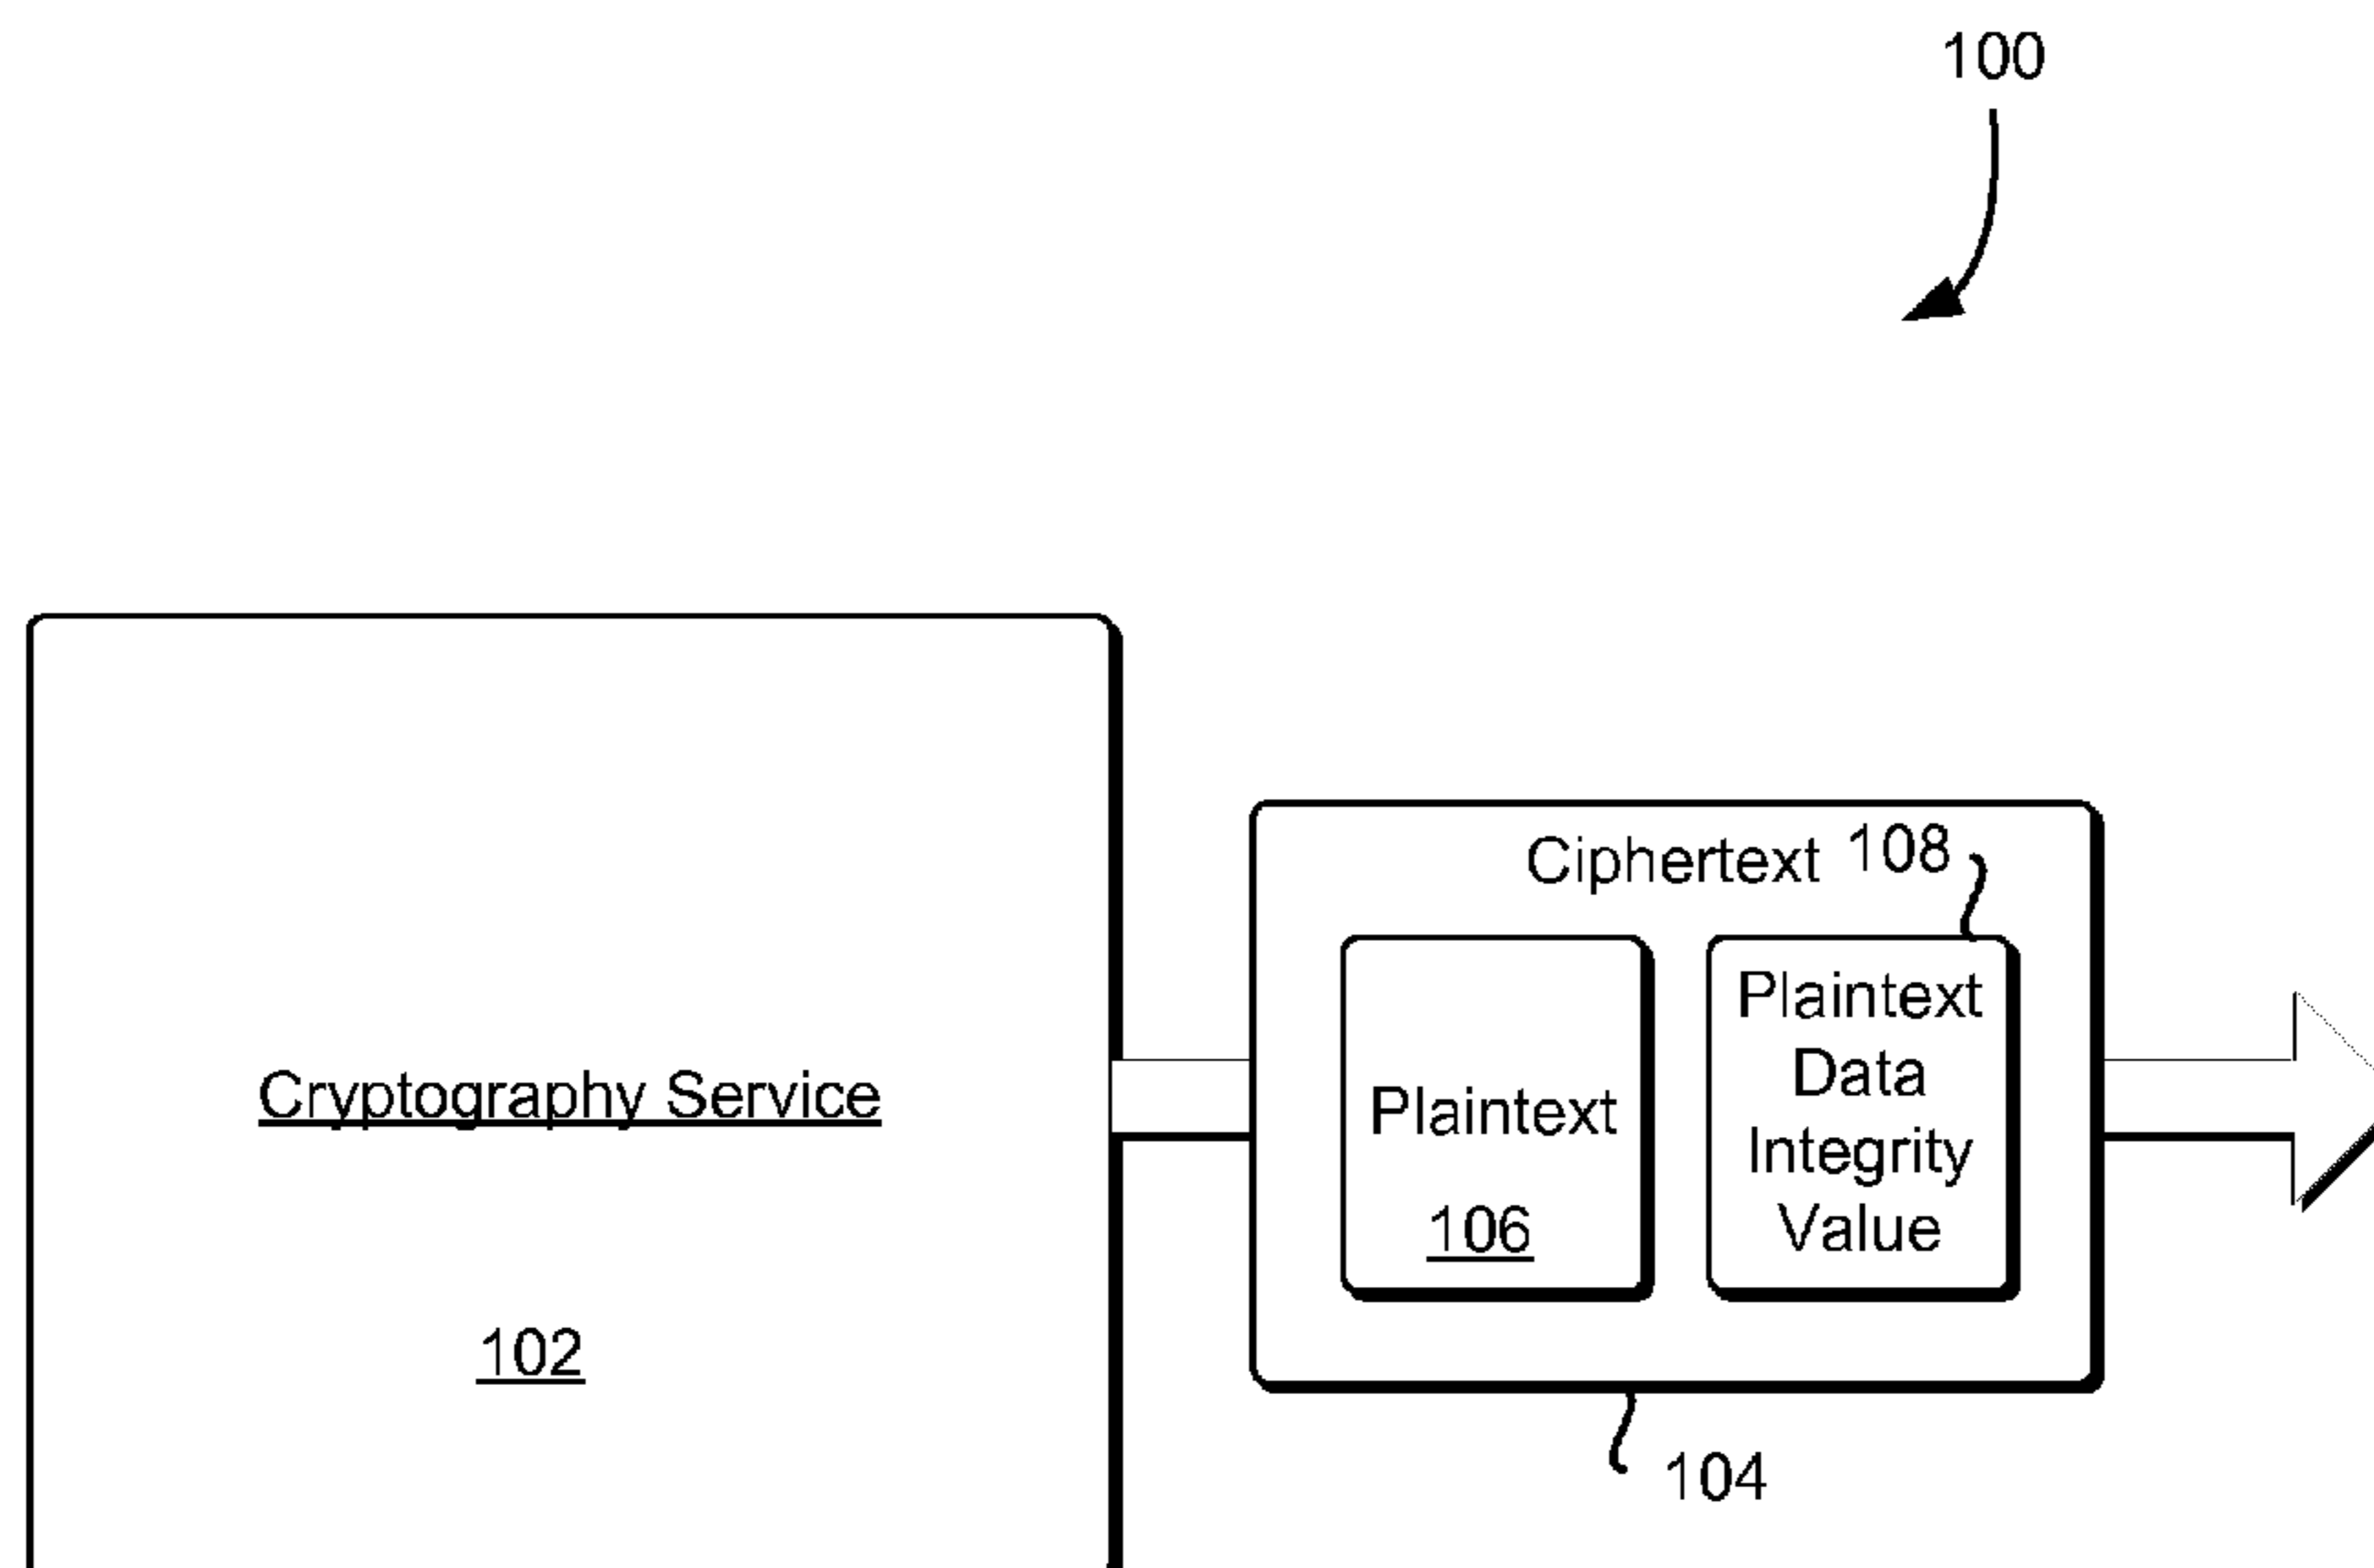 100
Ciphertext 108
Plaintext
106
Plaintext
Data
Integrity
Value
Cryptography Service
102
104